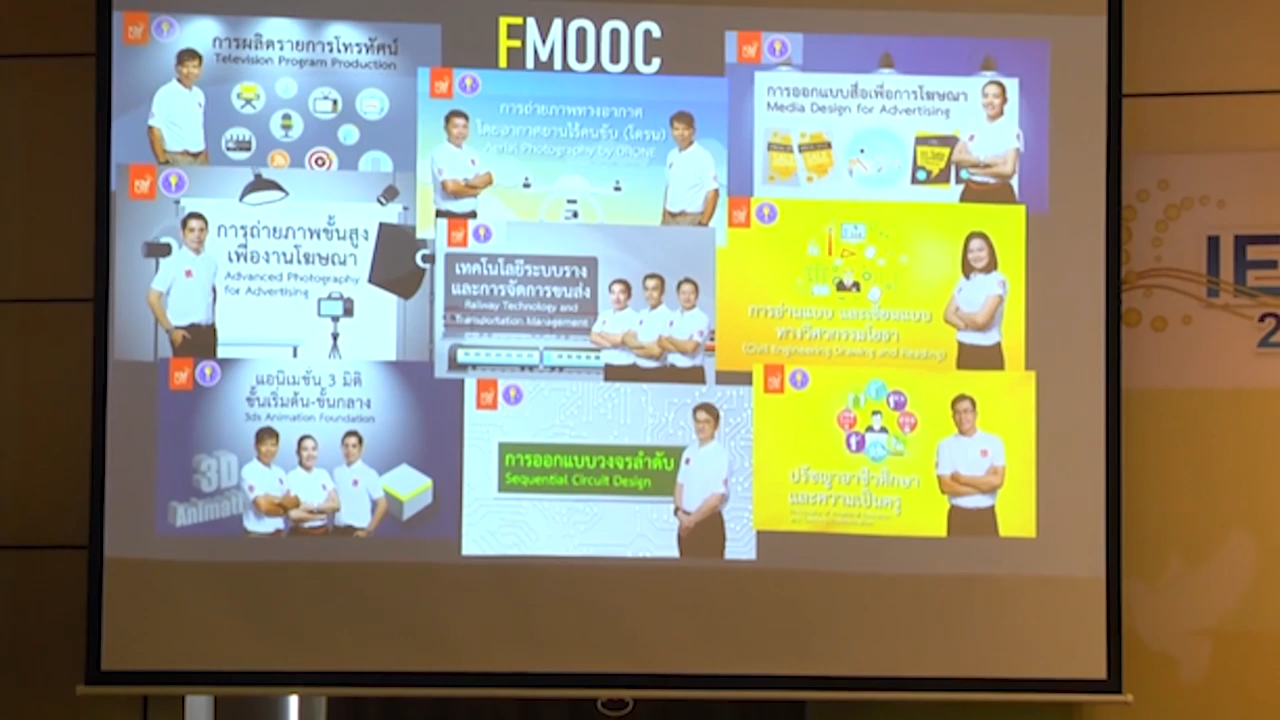 FMOOC
การผลิตรายการโทรทัศน์
Television Program Production
การถ่ายภาพทางอากาศ
โดยอากาศยานไร้คนขับ (โดรน)
Aerial Photography by DRONE
การออกแบบสื่อเพื่อการโฆษณา
Media Design for Advertising
การถ่ายภาพชั้นสูง
เพื่องานโฆษณา
Advanced Photography
for Advertising
เทคโนโลยีระบบราง
และการจัดการขนส่ง
Railway Technology and
Transportation Management
การอ่านแบบ และเขียนแบบ
ทางวิศวกรรมโยธา
(Civil Engineering Drawing and Reading)
แอนิเมชัน 3 มิติ
ขั้นเริ่มต้น-ขั้นกลาง
3ds Animation Foundation
3D
Animati
การออกแบบวงจรลำดับ
Sequential Circuit Design
ปรัชญาอาชีวศึกษา
และความเป็นครู
IE
2